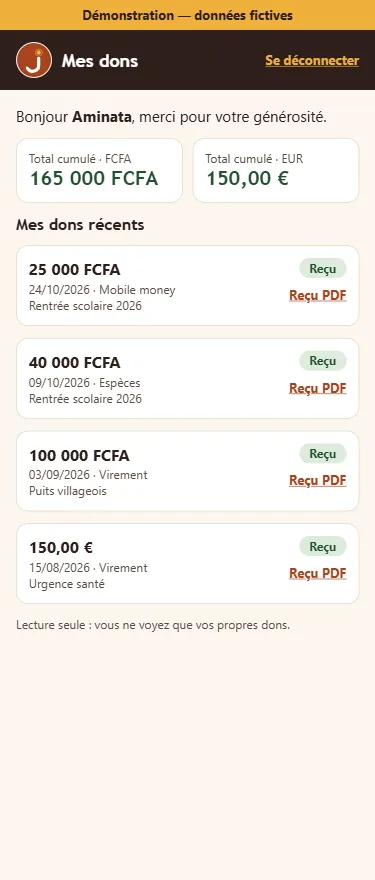 Démonstration — données fictives
J Mes dons
Se déconnecter
Bonjour Aminata, merci pour votre générosité.
Total cumulé · FCFA
165 000 FCFA
Total cumulé · EUR
150,00 €
Mes dons récents
25 000 FCFA
Reçu
24/10/2026 · Mobile money
Reçu PDF
Rentrée scolaire 2026
40 000 FCFA
Reçu
09/10/2026 · Espèces
Reçu PDF
Rentrée scolaire 2026
100 000 FCFA
Reçu
03/09/2026 · Virement
Reçu PDF
Puits villageois
150,00 €
Reçu
15/08/2026 · Virement
Reçu PDF
Urgence santé
Lecture seule : vous ne voyez que vos propres dons.